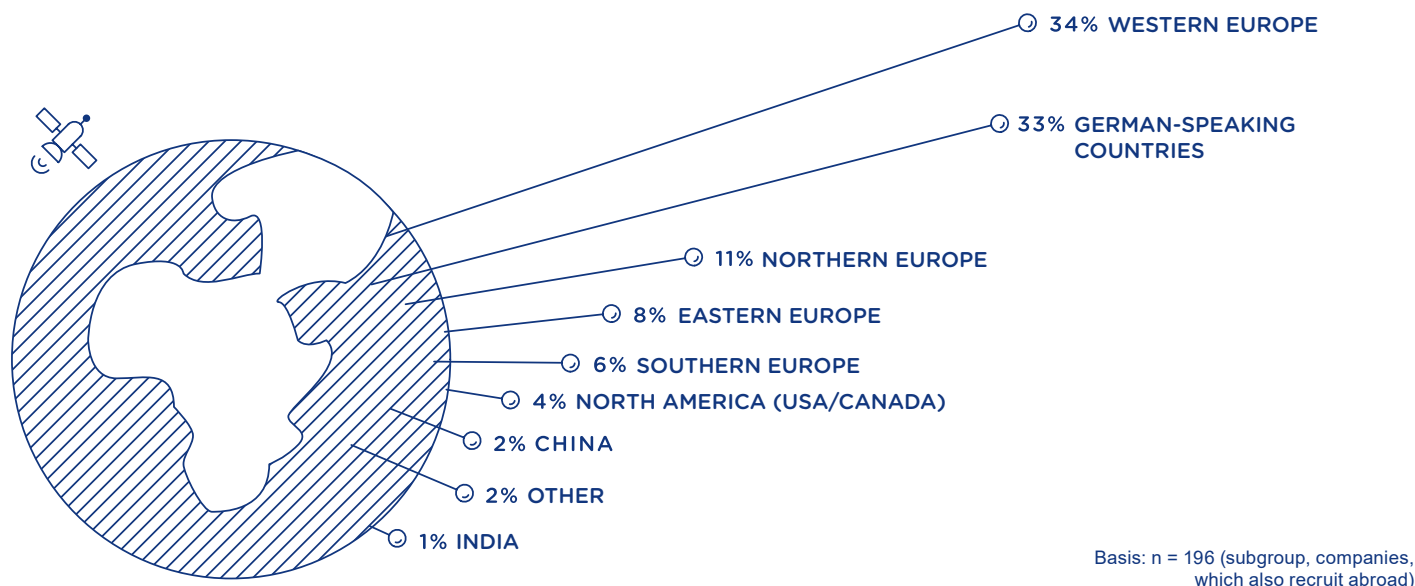 34% WESTERN EUROPE
33% GERMAN-SPEAKING
COUNTRIES
11% NORTHERN EUROPE
8% EASTERN EUROPE
6% SOUTHERN EUROPE
4% NORTH AMERICA (USA/CANADA)
2% CHINA
2% OTHER
1% INDIA
Basis: n = 196 (subgroup, companies,
which also recruit abroad)